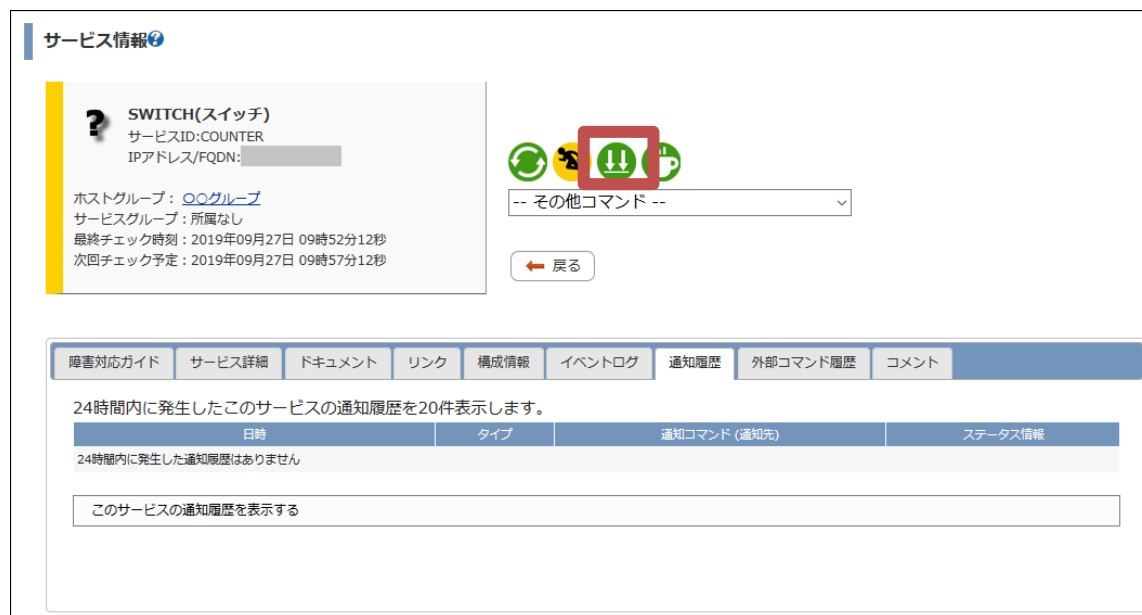 サービス情報
SWITCH(スイッチ)
サービスID:COUNTER
IPアドレス/FQDN:
ホストグループ： 〇〇グループ
サービスグループ：所属なし
最終チェック時刻：2019年09月27日 09時52分12秒
次回チェック予定：2019年09月27日 09時57分12秒
-- その他コマンド --
戻る
障害対応ガイド サービス詳細 ドキュメント リンク 構成情報 イベントログ 通知履歴 外部コマンド履歴 コメント
24時間内に発生したこのサービスの通知履歴を20件表示します。
日時 タイプ 通知コマンド (通知先) ステータス情報
24時間内に発生した通知履歴はありません
このサービスの通知履歴を表示する